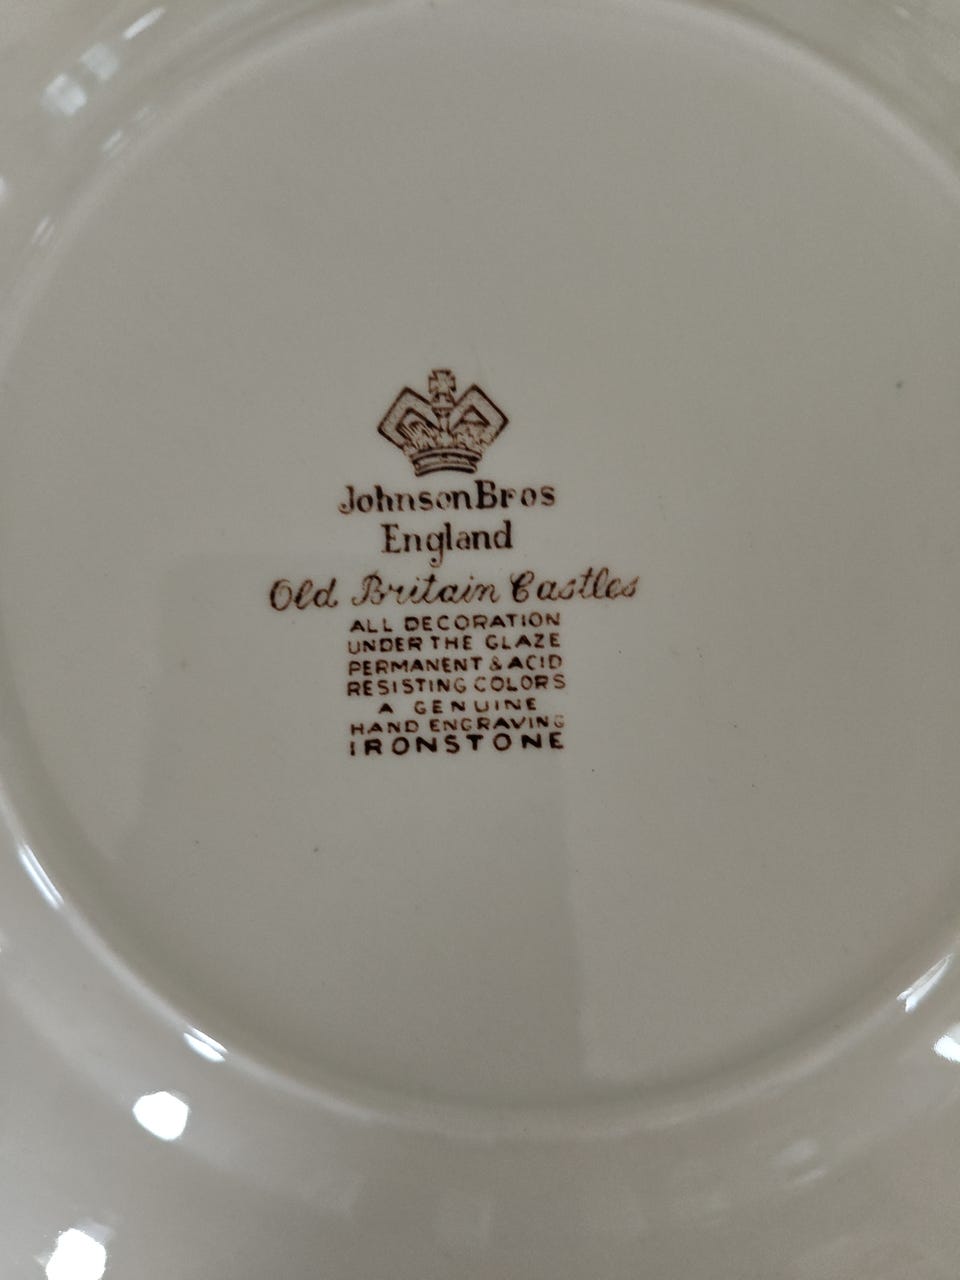 Johnson Bros
England
Old Britain Castles
ALL DECORATION
UNDER THE GLAZE
PERMANENT & ACID
RESISTING COLORS
A GENUINE
HAND ENGRAVING
IRONSTONE